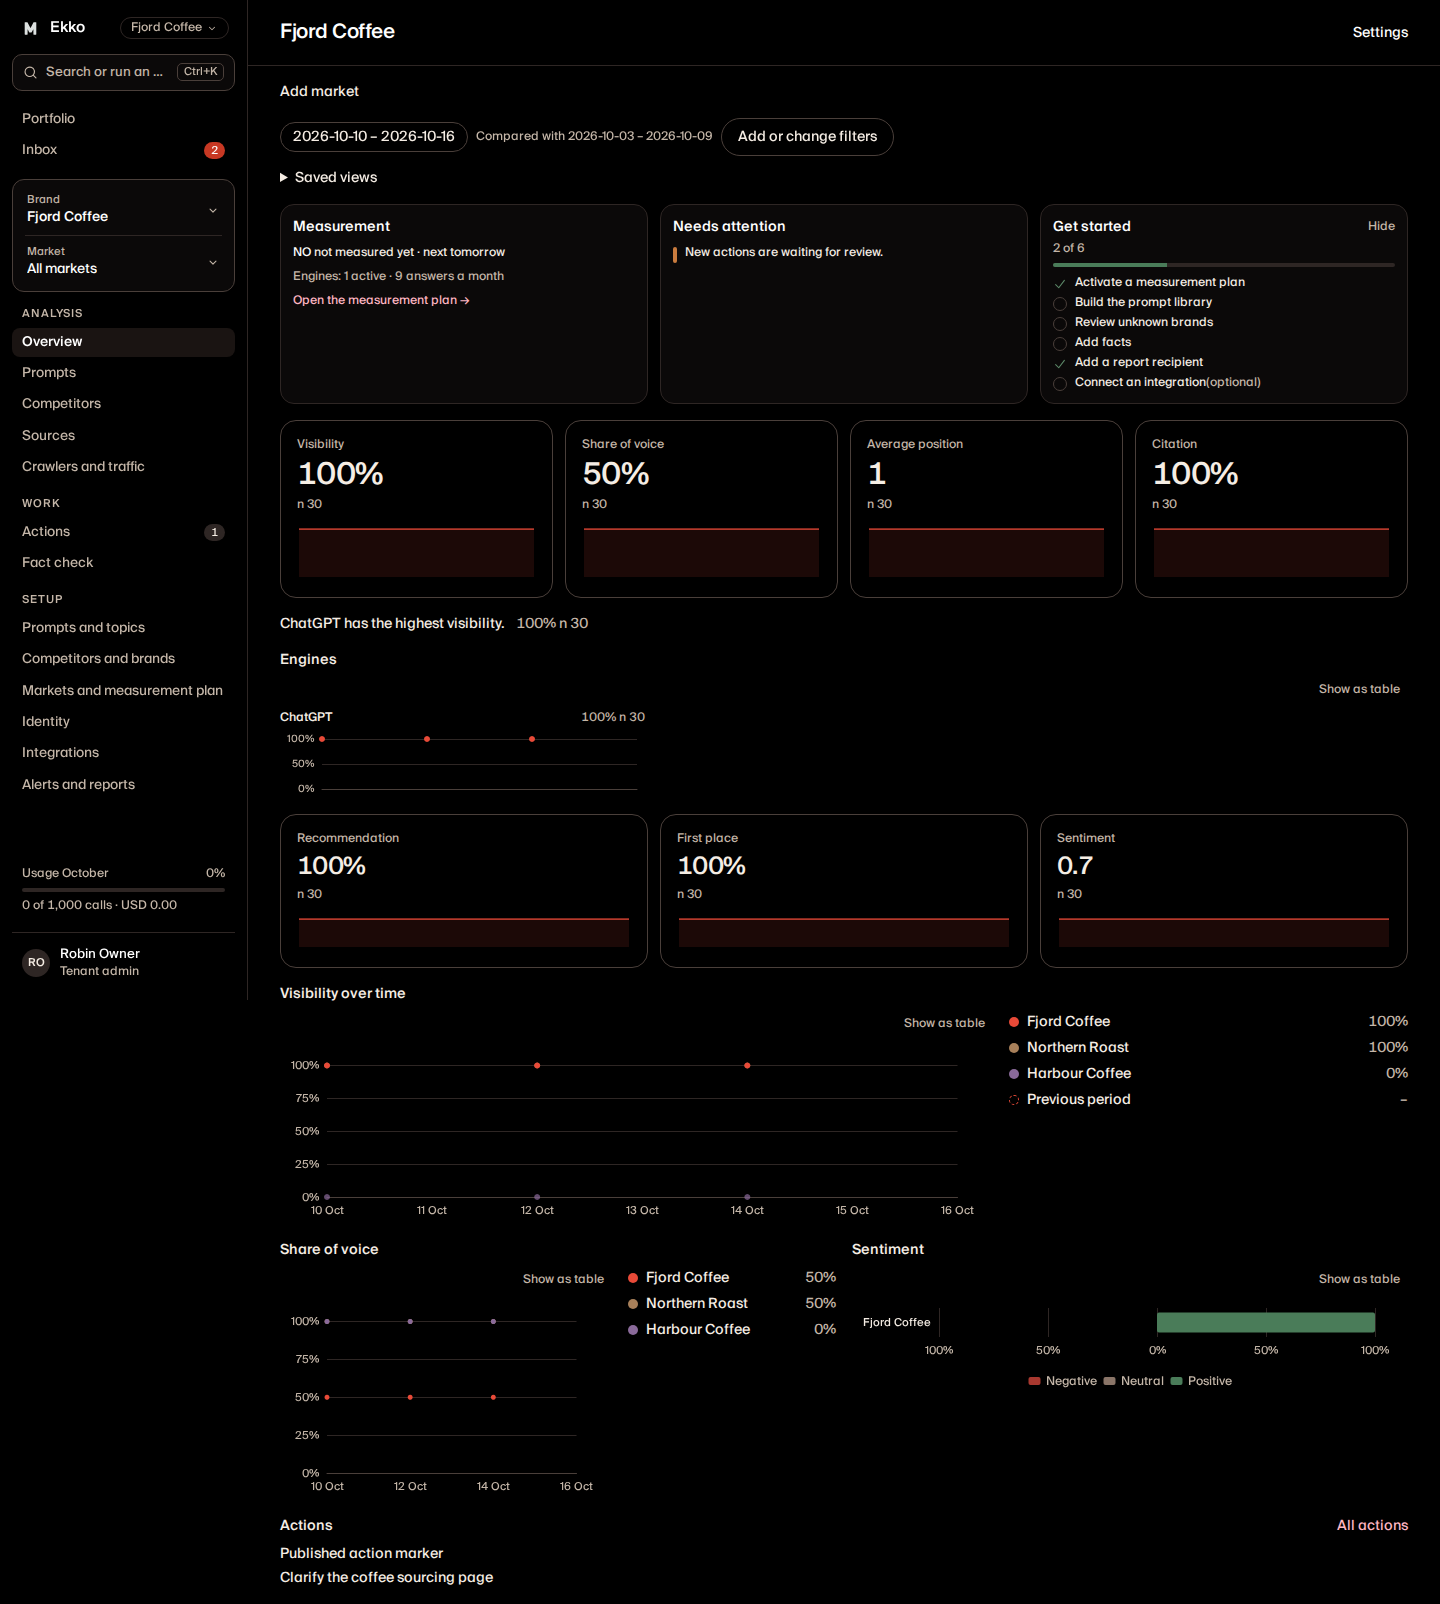 Ekko
Fjord Coffee
Search or run an ...
Ctrl+K
Portfolio
Inbox
2
Brand
Fjord Coffee
Market
All markets
ANALYSIS
Overview
Prompts
Competitors
Sources
Crawlers and traffic
WORK
Actions
1
Fact check
SETUP
Prompts and topics
Competitors and brands
Markets and measurement plan
Identity
Integrations
Alerts and reports
Usage October
0%
0 of 1,000 calls · USD 0.00
RO
Robin Owner
Tenant admin
Fjord Coffee
Settings
Add market
2026-10-10 – 2026-10-16
Compared with 2026-10-03 – 2026-10-09
Add or change filters
Saved views
Measurement
NO not measured yet · next tomorrow
Engines: 1 active · 9 answers a month
Open the measurement plan →
Needs attention
New actions are waiting for review.
Get started
Hide
2 of 6
Activate a measurement plan
Build the prompt library
Review unknown brands
Add facts
Add a report recipient
Connect an integration(optional)
Visibility
100%
n 30
Share of voice
50%
n 30
Average position
1
n 30
Citation
100%
n 30
ChatGPT has the highest visibility. 100% n 30
Engines
Show as table
ChatGPT
100% n 30
100%
50%
0%
Recommendation
100%
n 30
First place
100%
n 30
Sentiment
0.7
n 30
Visibility over time
Show as table
100%
75%
50%
25%
0%
10 Oct
11 Oct
12 Oct
13 Oct
14 Oct
15 Oct
16 Oct
Fjord Coffee 100%
Northern Roast 100%
Harbour Coffee 0%
Previous period –
Share of voice
Show as table
100%
75%
50%
25%
0%
10 Oct
12 Oct
14 Oct
16 Oct
Fjord Coffee 50%
Northern Roast 50%
Harbour Coffee 0%
Sentiment
Show as table
Fjord Coffee
100%
50%
0%
50%
100%
Negative
Neutral
Positive
Actions
All actions
Published action marker
Clarify the coffee sourcing page